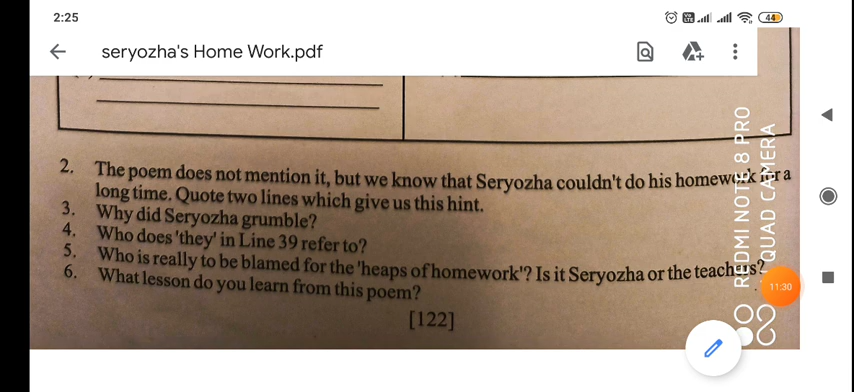 2:25
44
seryozha's Home Work.pdf
2. The poem does not mention it, but we know that Seryozha couldn't do his homework for a
long time. Quote two lines which give us this hint.
3. Why did Seryozha grumble?
4. Who does 'they' in Line 39 refer to?
5. Who is really to be blamed for the 'heaps of homework'? Is it Seryozha or the teachers?
6. What lesson do you learn from this poem?
[122]
REDMI NOTE 8 PRO
QUAD CAMERA
11:30